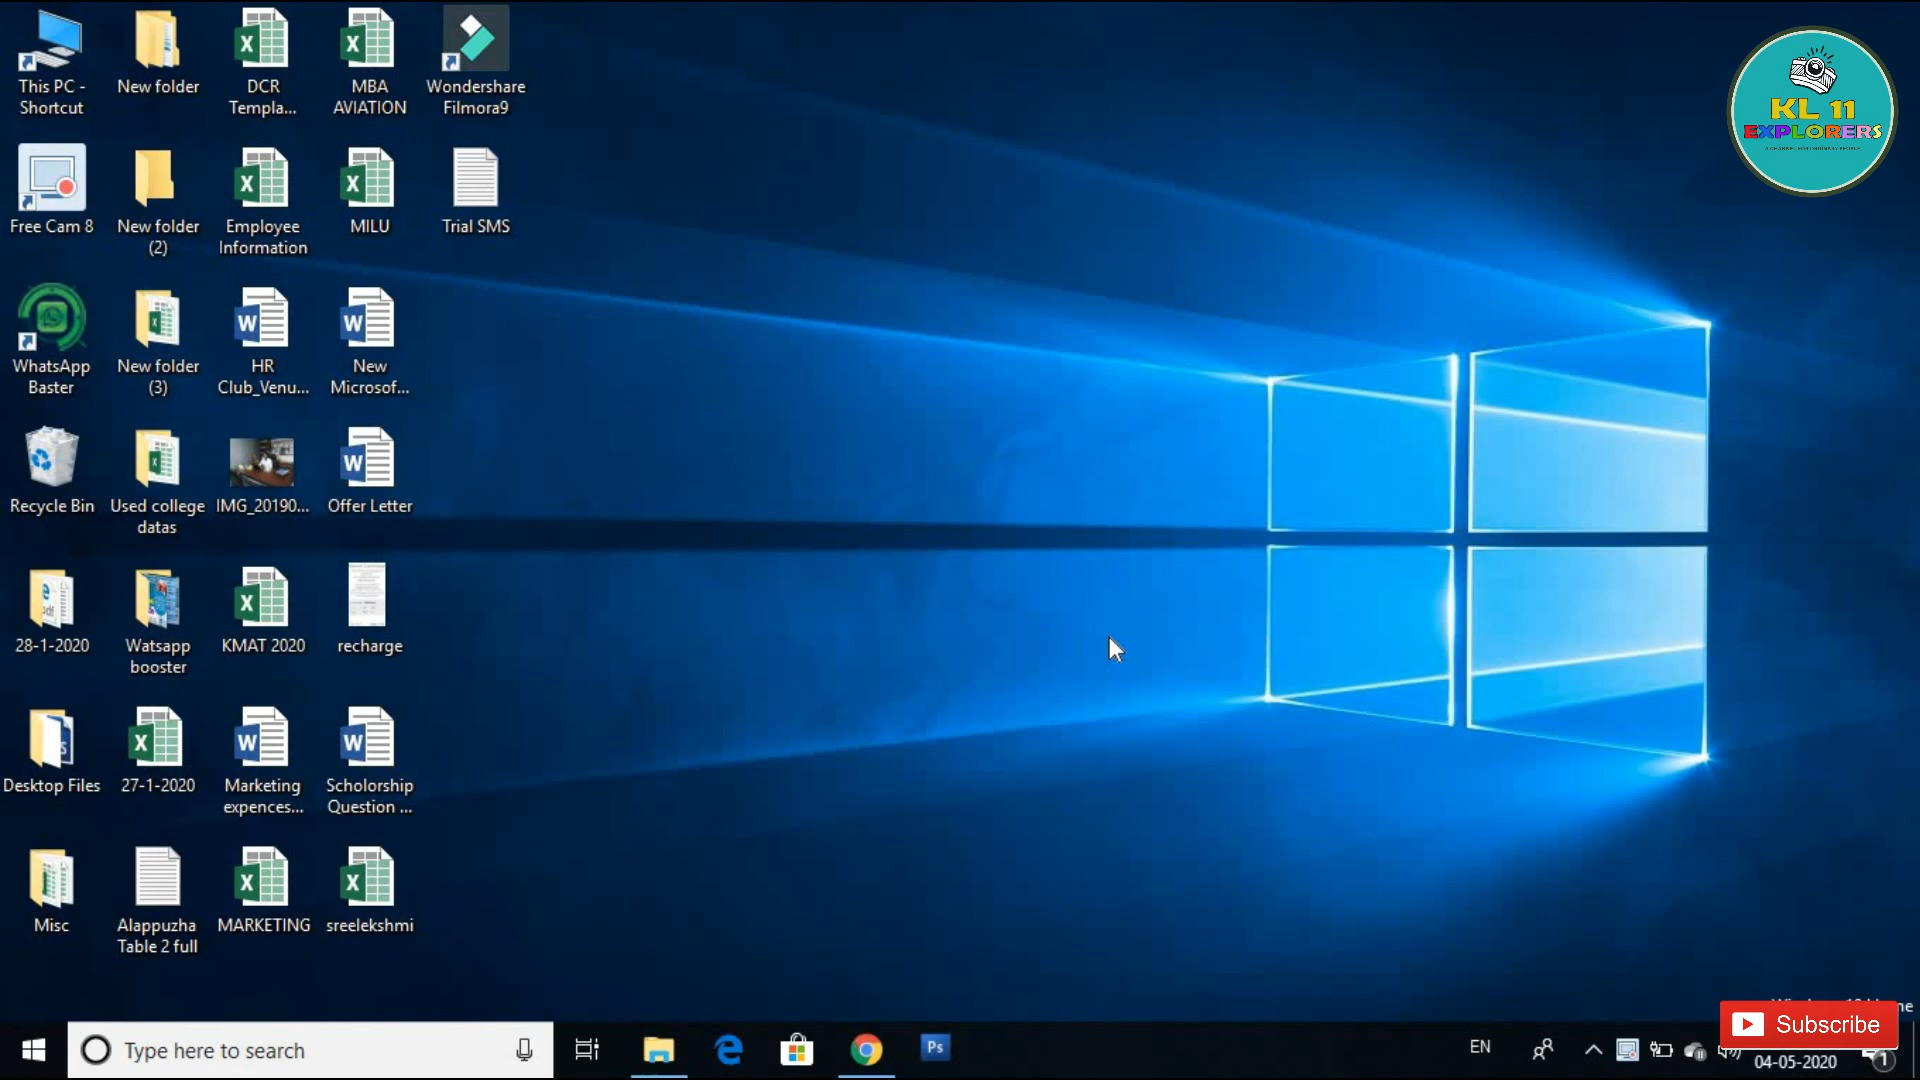 This PC -
Shortcut
New folder
DCR
Templa...
MBA
AVIATION
Wondershare
Filmora9
KL 11
EXPLORERS
Free Cam 8
New folder
(2)
Employee
Information
MILU
Trial SMS
WhatsApp
Baster
New folder
(3)
HR
Club_Venu...
New
Microsof...
Recycle Bin
Used college
datas
IMG_20190...
Offer Letter
28-1-2020
Watsapp
booster
KMAT 2020
recharge
Desktop Files
27-1-2020
Marketing
expences...
Scholorship
Question ...
Misc
Alappuzha
Table 2 full
MARKETING
sreelekshmi
Subscribe
Type here to search
Ps
EN
04-05-2020
1